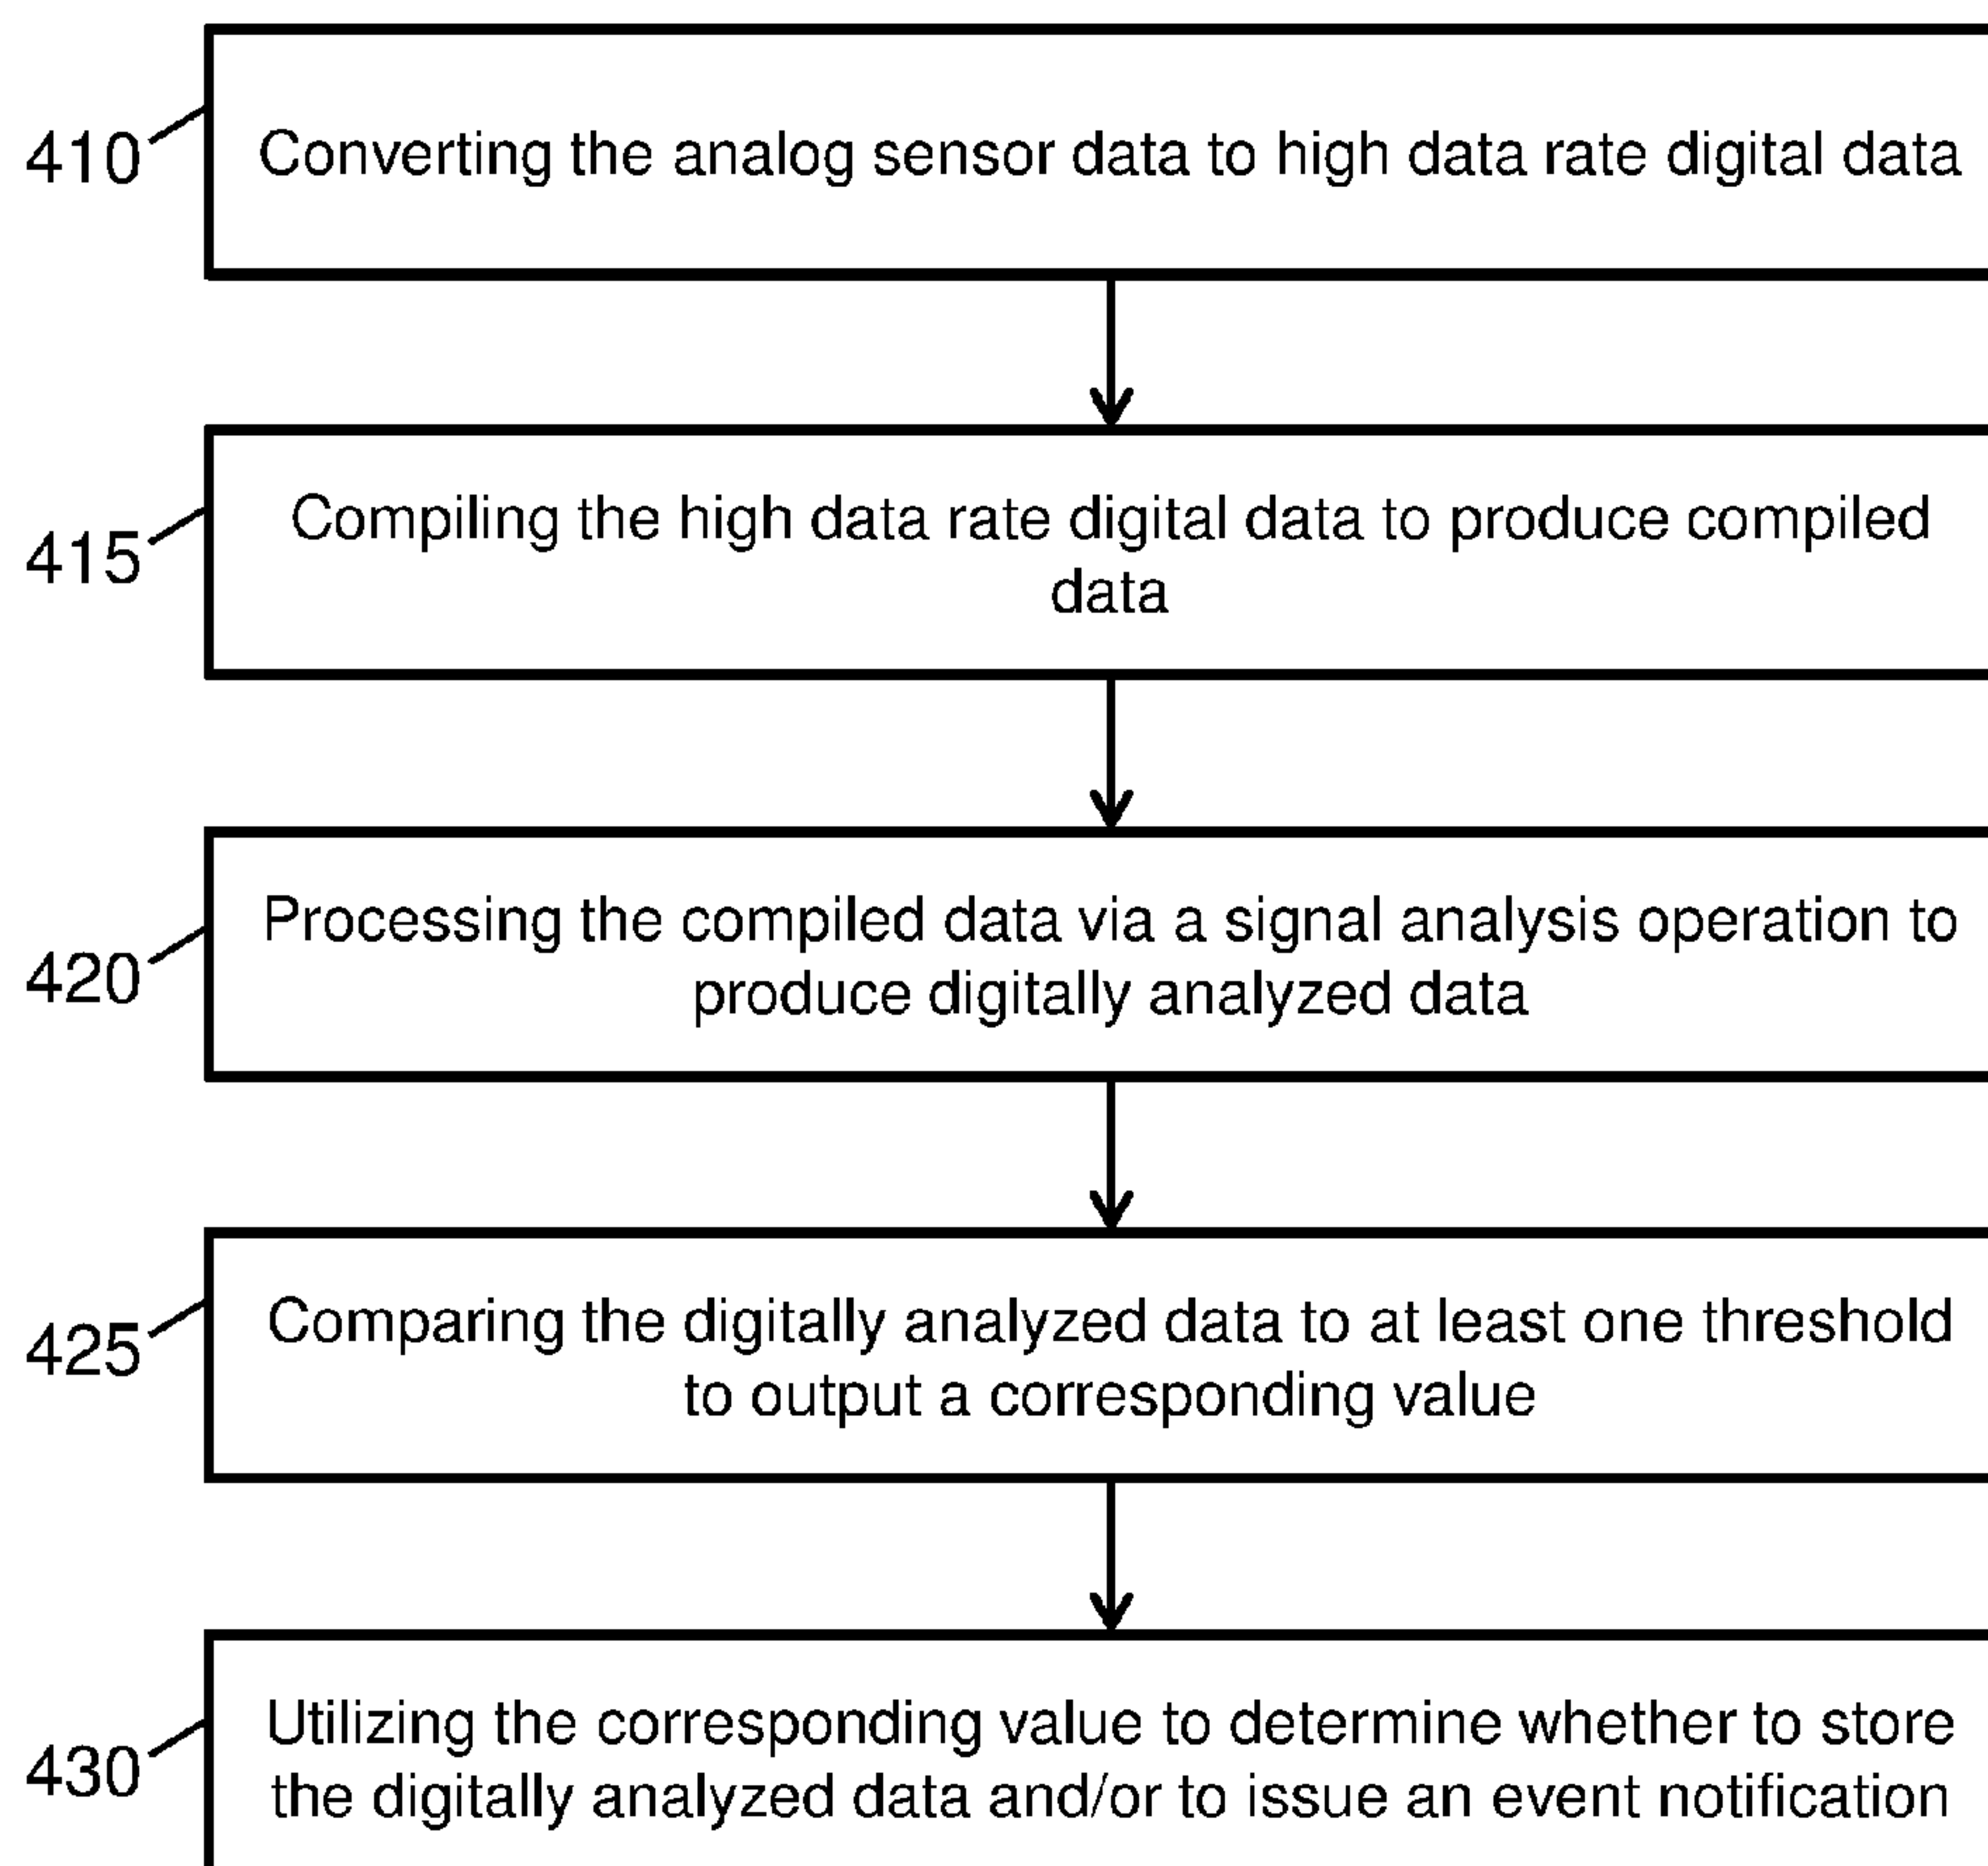 410
Converting the analog sensor data to high data rate digital data
415
Compiling the high data rate digital data to produce compiled
data
420
Processing the compiled data via a signal analysis operation to
produce digitally analyzed data
425
Comparing the digitally analyzed data to at least one threshold
to output a corresponding value
430
Utilizing the corresponding value to determine whether to store
the digitally analyzed data and/or to issue an event notification